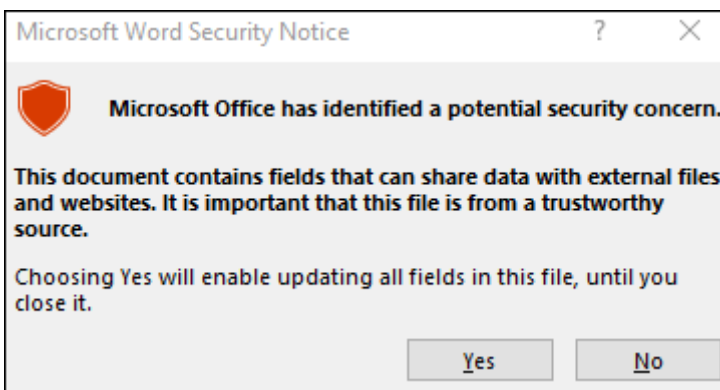 Microsoft Word Security Notice ?
Microsoft Office has identified a potential security concern.
This document contains fields that can share data with external files
and websites. It is important that this file is from a trustworthy
source.
Choosing Yes will enable updating all fields in this file, until you
close it.
Yes No